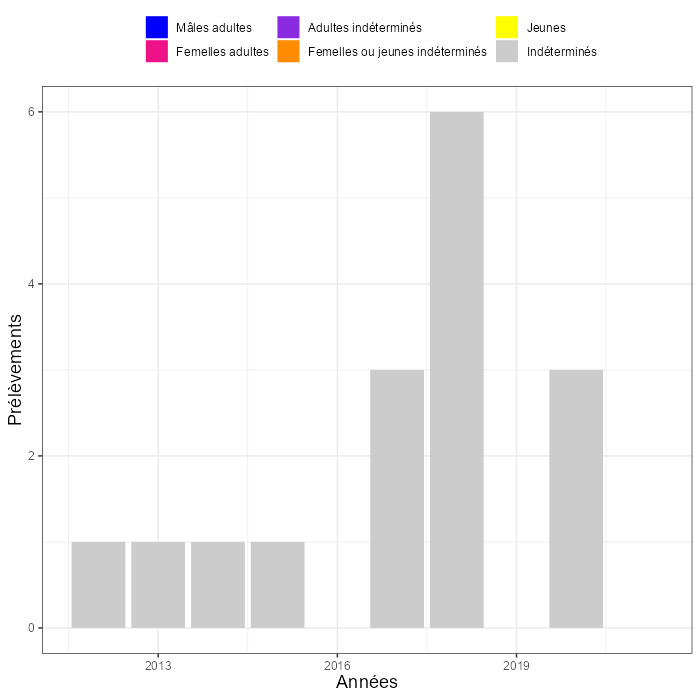 Mâles adultes
Adultes indéterminés
Jeunes
Femelles adultes
Femelles ou jeunes indéterminés
Indéterminés
Prélèvements
6
4
2
0
2013
2016
2019
Années